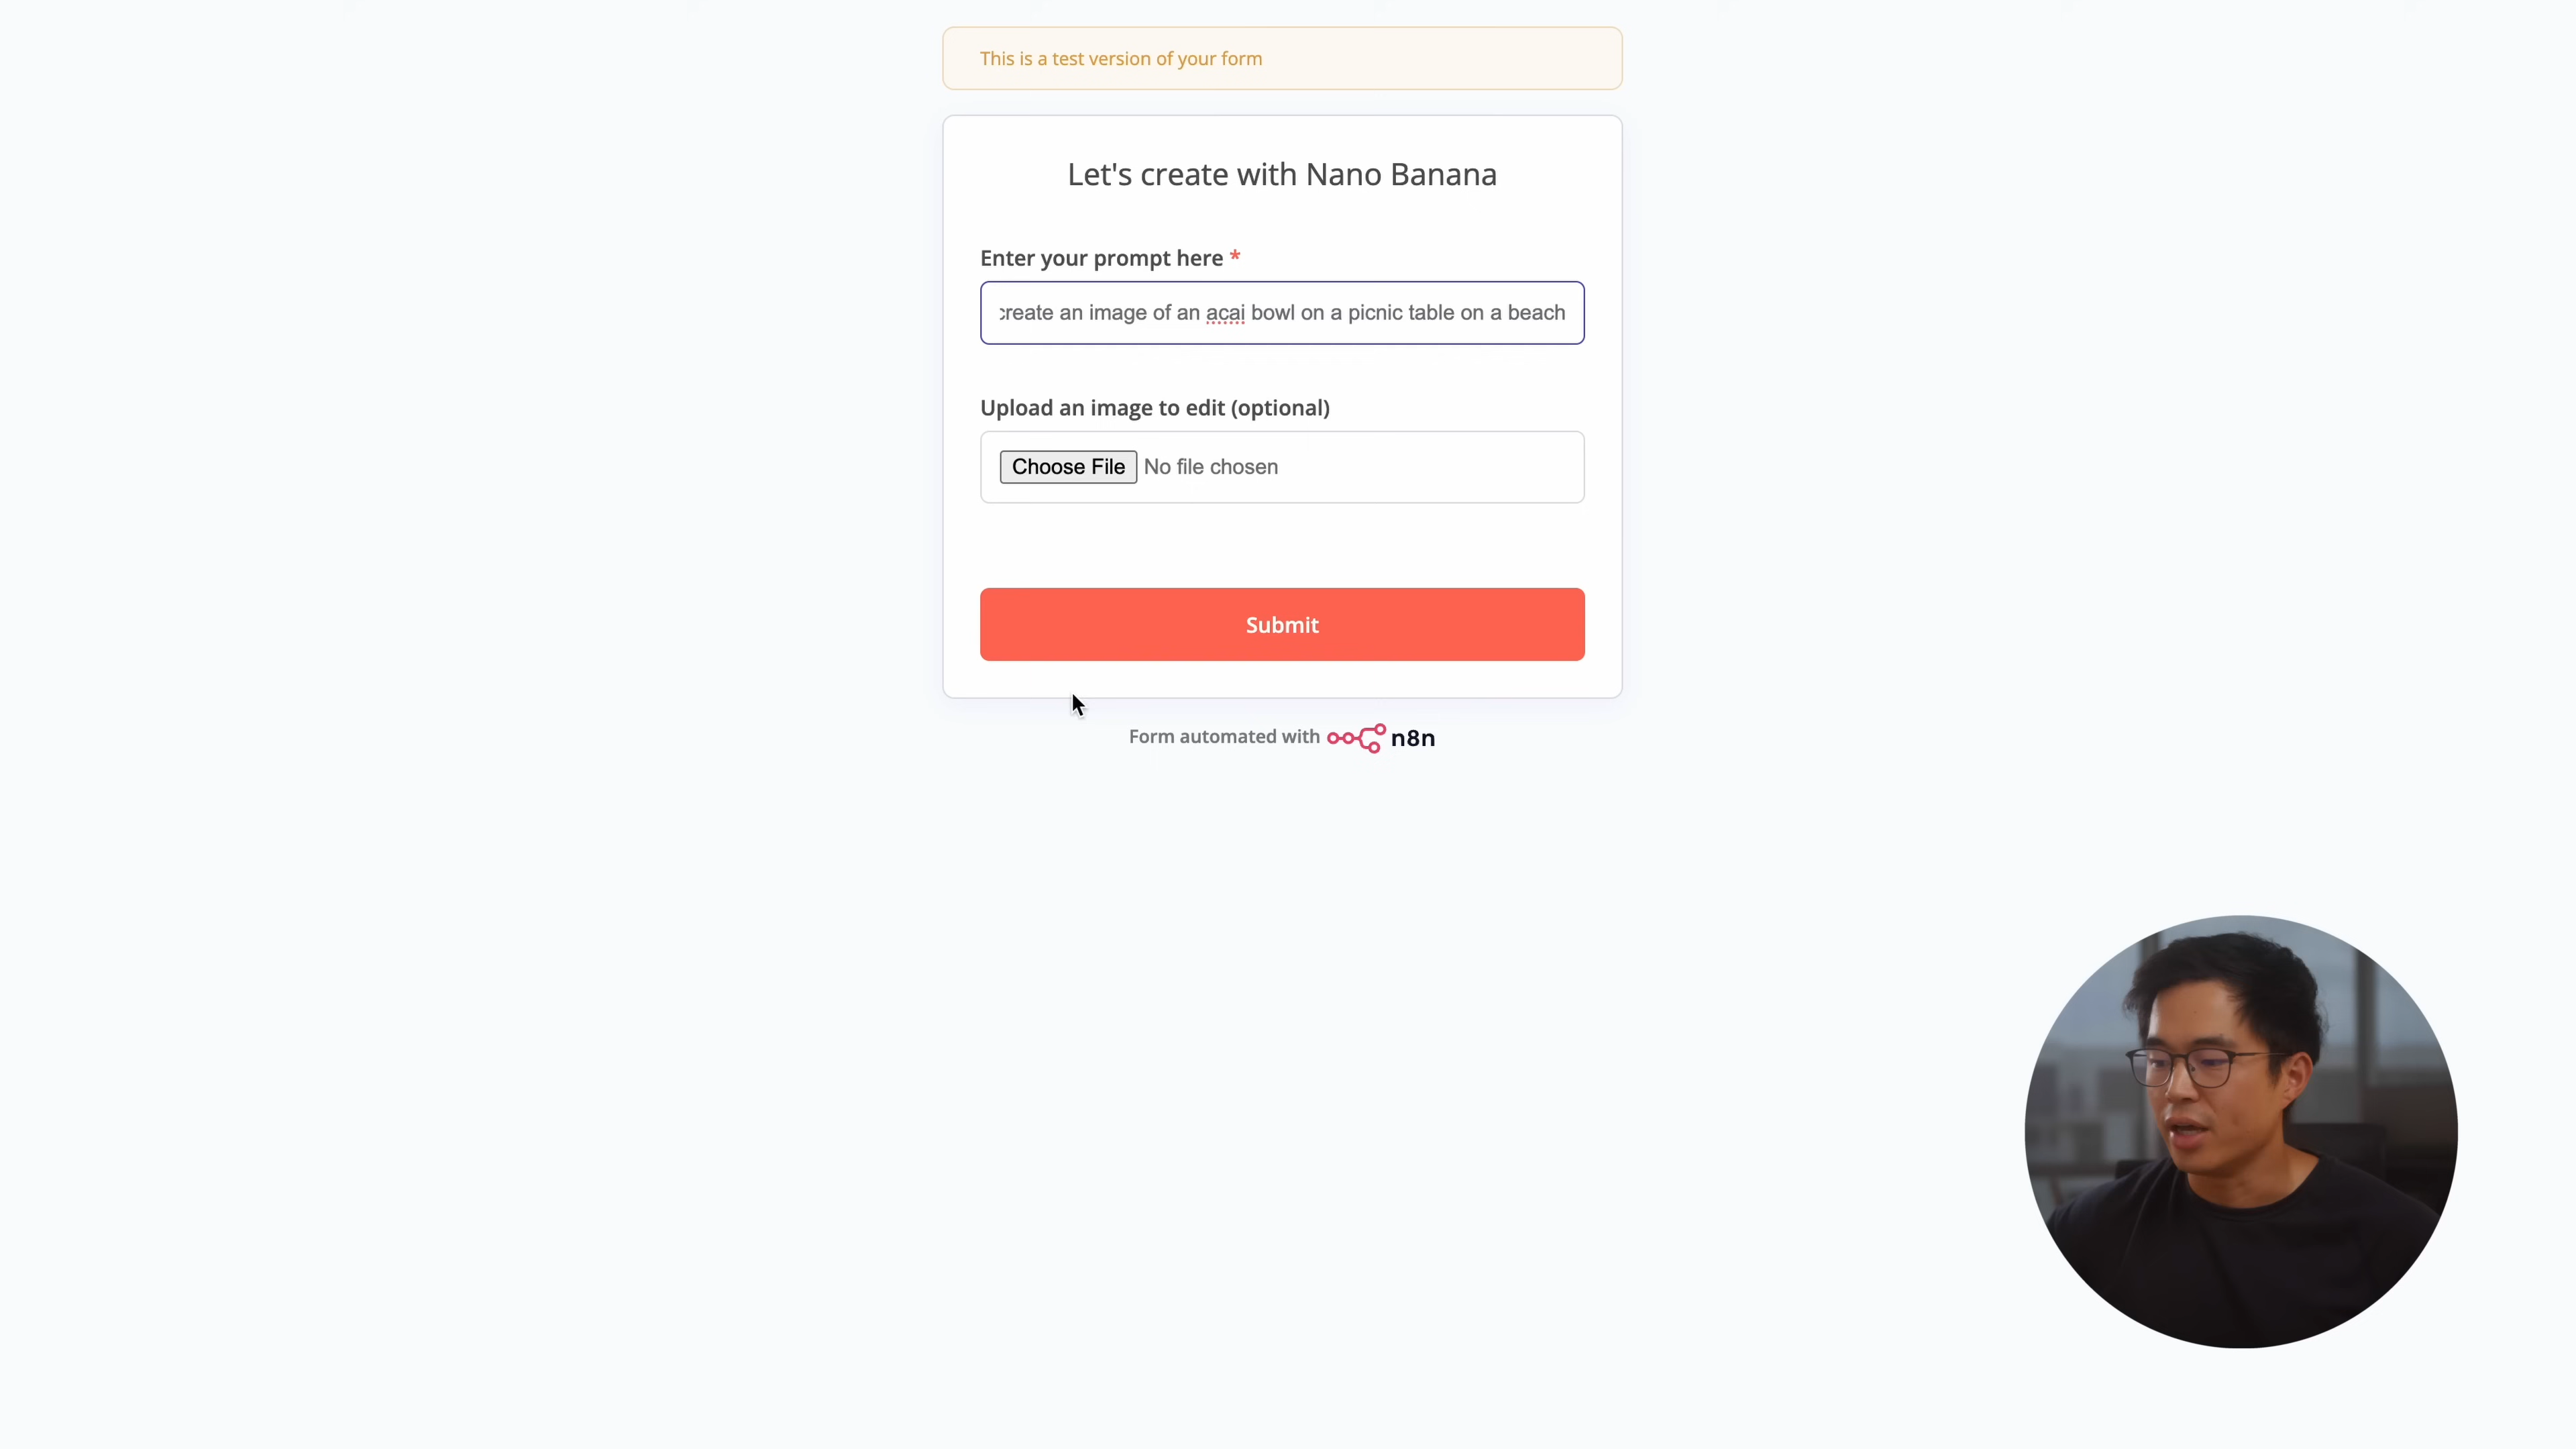 This is a test version of your form
Let's create with Nano Banana
Enter your prompt here *
create an image of an acai bowl on a picnic table on a beach
Upload an image to edit (optional)
Choose File No file chosen
Submit
Form automated with n8n